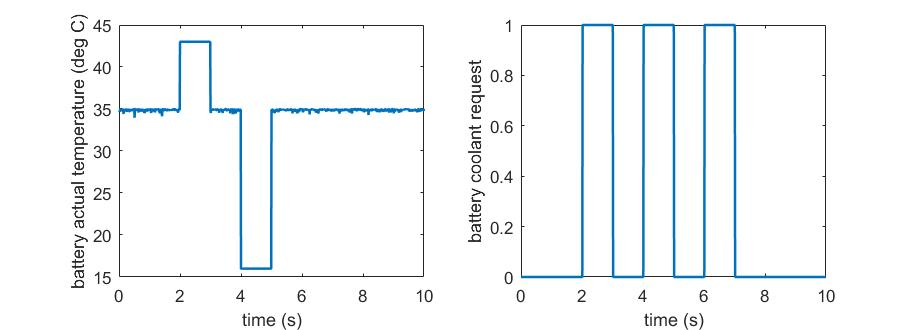 battery actual temperature (deg C)
45
40
35
30
25
20
15
0 2 4 6 8 10
time (s)
battery coolant request
1
0.8
0.6
0.4
0.2
0
0 2 4 6 8 10
time (s)